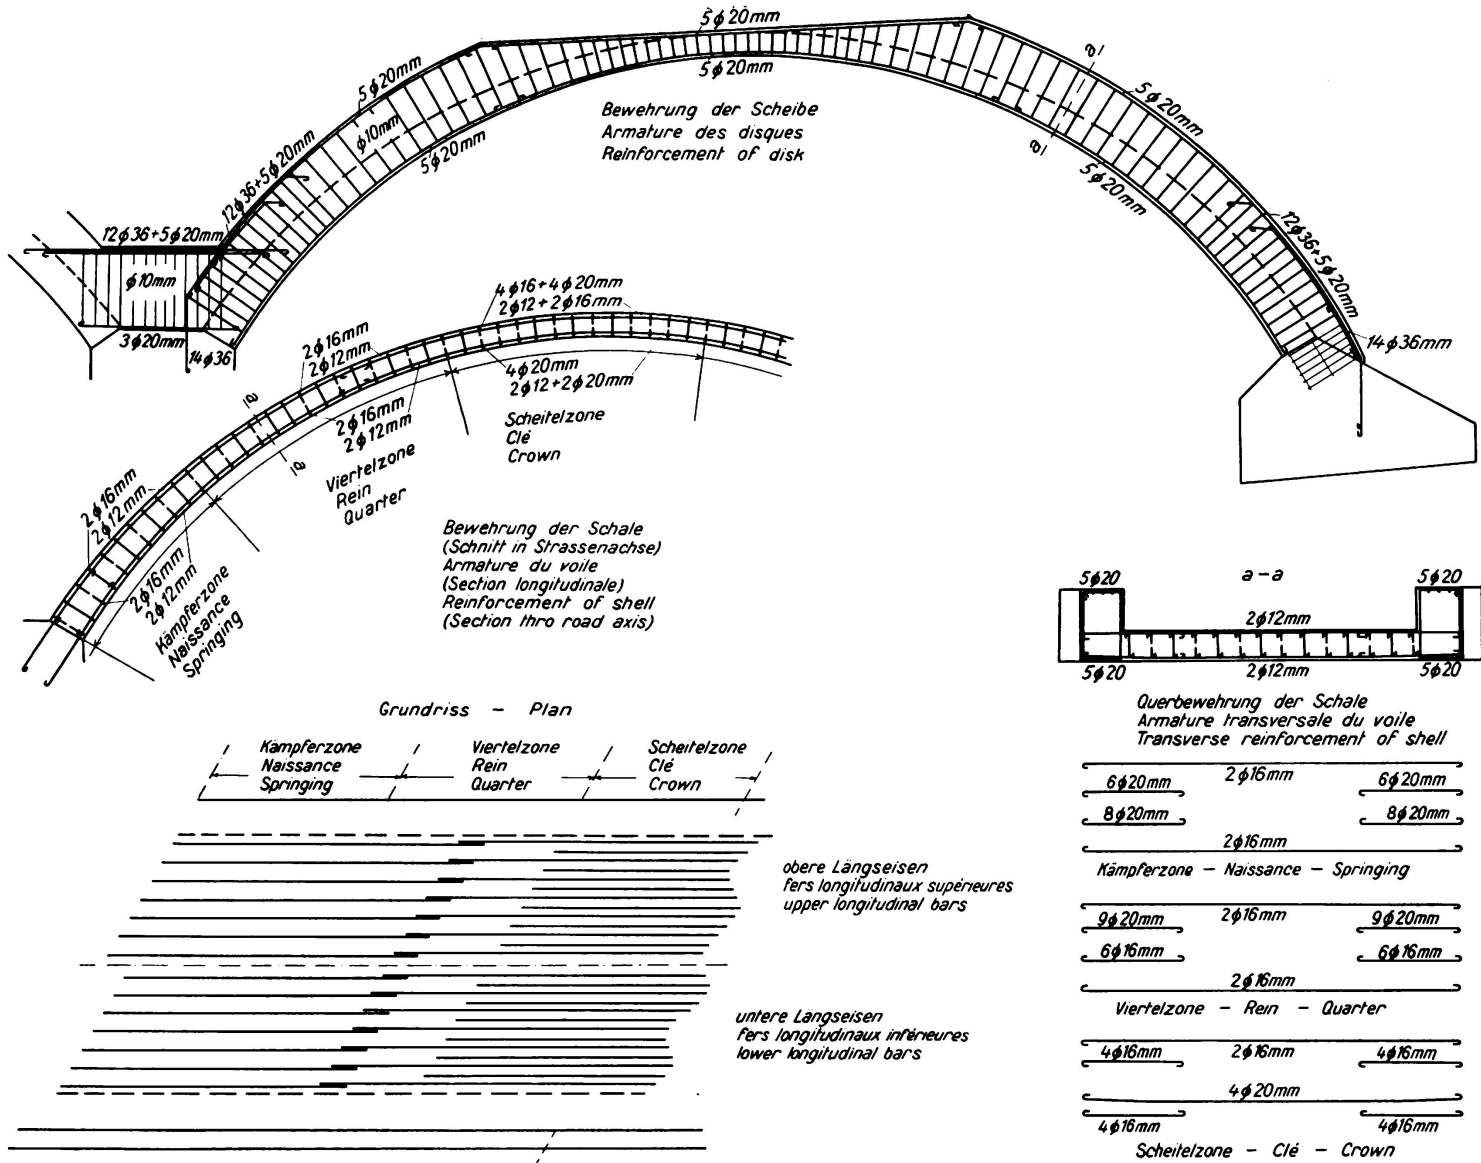 5ϕ20mm
5ϕ20mm
5ϕ20mm
ϕ10mm
5ϕ20mm
12ϕ36+5ϕ20mm
12ϕ36+5ϕ20mm
ϕ10mm
3ϕ20mm
14ϕ36
Bewehrung der Scheibe
Armature des disques
Reinforcement of disk
a
a
5ϕ20mm
5ϕ20mm
12ϕ36+5ϕ20mm
14ϕ36mm
4ϕ16+4ϕ20mm
2ϕ12+2ϕ16mm
2ϕ16mm
2ϕ12mm
4ϕ20mm
2ϕ12+2ϕ20mm
Scheitelzone
Clé
Crown
a
a
2ϕ16mm
2ϕ12mm
Viertelzone
Rein
Quarter
2ϕ16mm
2ϕ12mm
2ϕ16mm
2ϕ12mm
Kämpferzone
Naissance
Springing
Bewehrung der Schale
(Schnitt in Strassenachse)
Armature du voile
(Section longitudinale)
Reinforcement of shell
(Section thro road axis)
a-a
5ϕ20
5ϕ20
2ϕ12mm
5ϕ20
2ϕ12mm
5ϕ20
Querbewehrung der Schale
Armature transversale du voile
Transverse reinforcement of shell
6ϕ20mm
2ϕ16mm
6ϕ20mm
8ϕ20mm
8ϕ20mm
2ϕ16mm
Kämpferzone - Naissance - Springing
9ϕ20mm
2ϕ16mm
9ϕ20mm
6ϕ16mm
6ϕ16mm
2ϕ16mm
Viertelzone - Rein - Quarter
4ϕ16mm
2ϕ16mm
4ϕ16mm
4ϕ20mm
4ϕ16mm
4ϕ16mm
Scheitelzone - Clé - Crown
Grundriss - Plan
Kämpferzone
Naissance
Springing
Viertelzone
Rein
Quarter
Scheitelzone
Clé
Crown
obere Längseisen
fers longitudinaux supérieures
upper longitudinal bars
untere Längseisen
fers longitudinaux inférieures
lower longitudinal bars